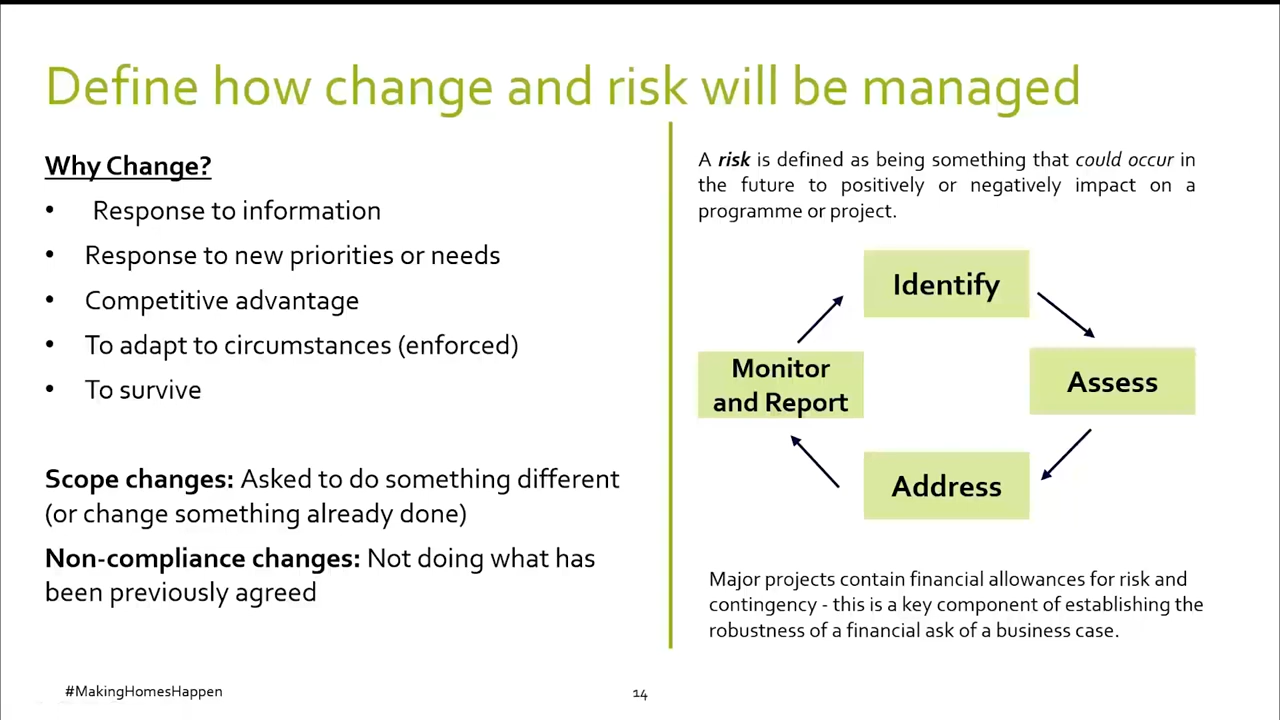 Define how change and risk will be managed
Why Change?
• Response to information
• Response to new priorities or needs
• Competitive advantage
• To adapt to circumstances (enforced)
• To survive
Scope changes: Asked to do something different
(or change something already done)
Non-compliance changes: Not doing what has
been previously agreed
A risk is defined as being something that could occur in
the future to positively or negatively impact on a
programme or project.
Identify
Assess
Address
Monitor
and Report
Major projects contain financial allowances for risk and
contingency - this is a key component of establishing the
robustness of a financial ask of a business case.
#MakingHomesHappen
14